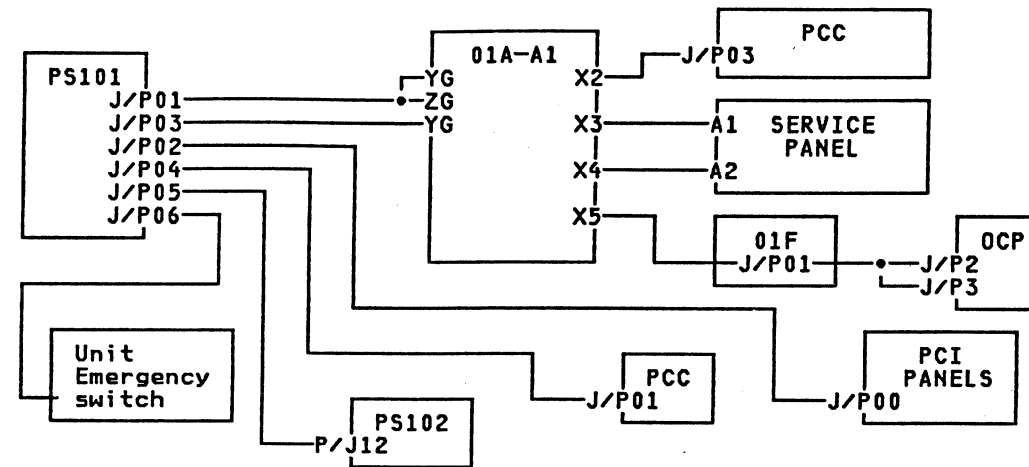 PCC
J/P03
01A-A1
PS101
YG
X2
J/P01
ZG
J/P03
YG
X3
A1
SERVICE
PANEL
J/P02
J/P04
X4
A2
J/P05
J/P06
X5
01F
J/P01
OCP
J/P2
J/P3
Unit
Emergency
switch
PCC
J/P01
PCI
PANELS
J/P00
PS102
P/J12